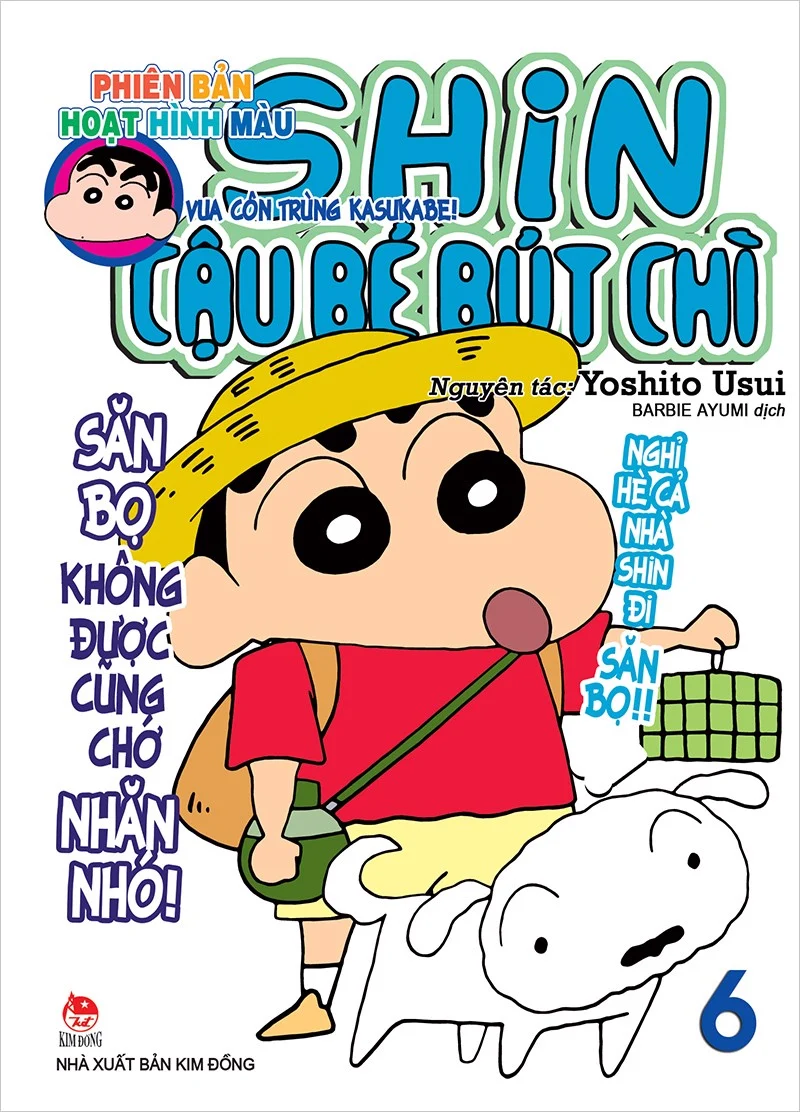 PHIÊN BẢN
HOẠT HÌNH MÀU
SHiN
VUA CÔN TRÙNG KASUKABE!
CẬU BÉ BÚT CHÌ
Nguyên tác: Yoshito Usui
BARBIE AYUMI dịch
SĂN
BỌ
KHÔNG
ĐƯỢC
CŨNG
CHỚ
NHĂN
NHÓ!
NGHỈ
HÈ CẢ
NHÀ
SHIN
ĐI
SĂN
BỌ!!
6
KIM ĐỒNG
NHÀ XUẤT BẢN KIM ĐỒNG